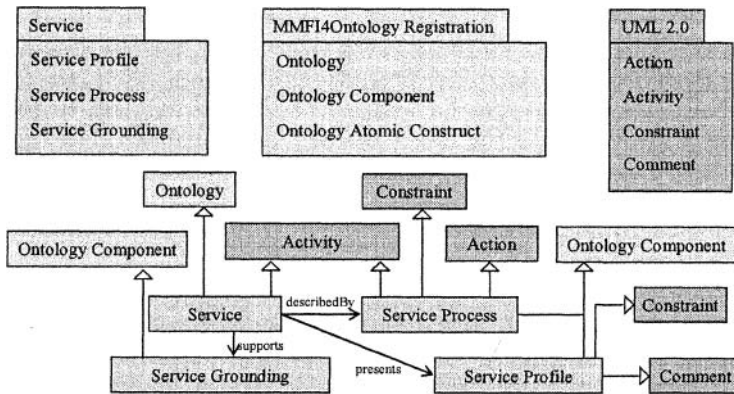 Service
Service Profile
Service Process
Service Grounding
MMFI4Ontology Registration
Ontology
Ontology Component
Ontology Atomic Construct
UML 2.0
Action
Activity
Constraint
Comment
Ontology
Constraint
Ontology Component
Activity
Action
Ontology Component
Service
describedBy
Service Process
Constraint
supports
Service Grounding
presents
Service Profile
Comment